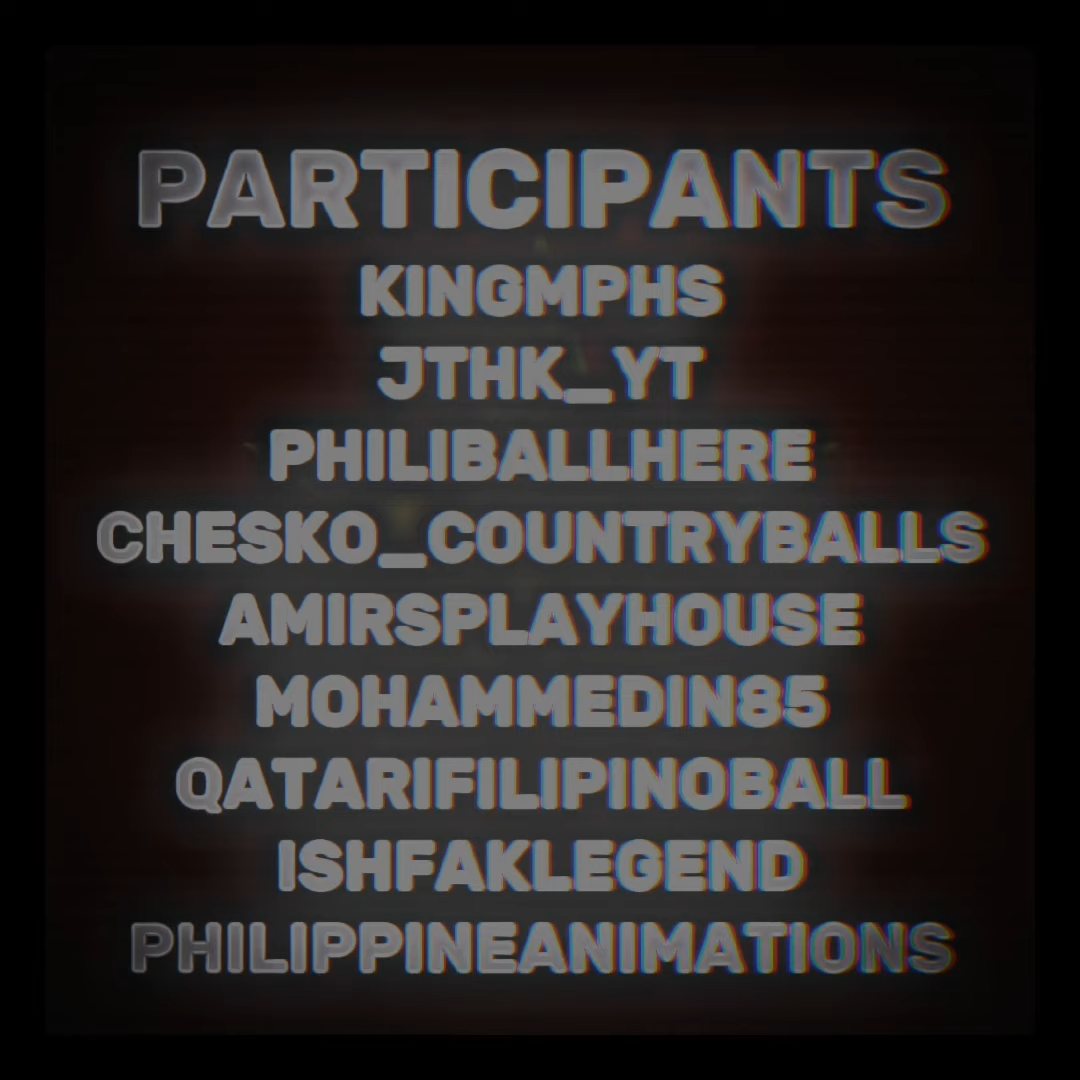 PARTICIPANTS
KINGMPHS
JTHK_YT
PHILIBALLHERE
CHESKO_COUNTRYBALLS
AMIRSPLAYHOUSE
MOHAMMEDIN85
QATARIFILIPINOBALL
ISHFAKLEGEND
PHILIPPINEANIMATIONS